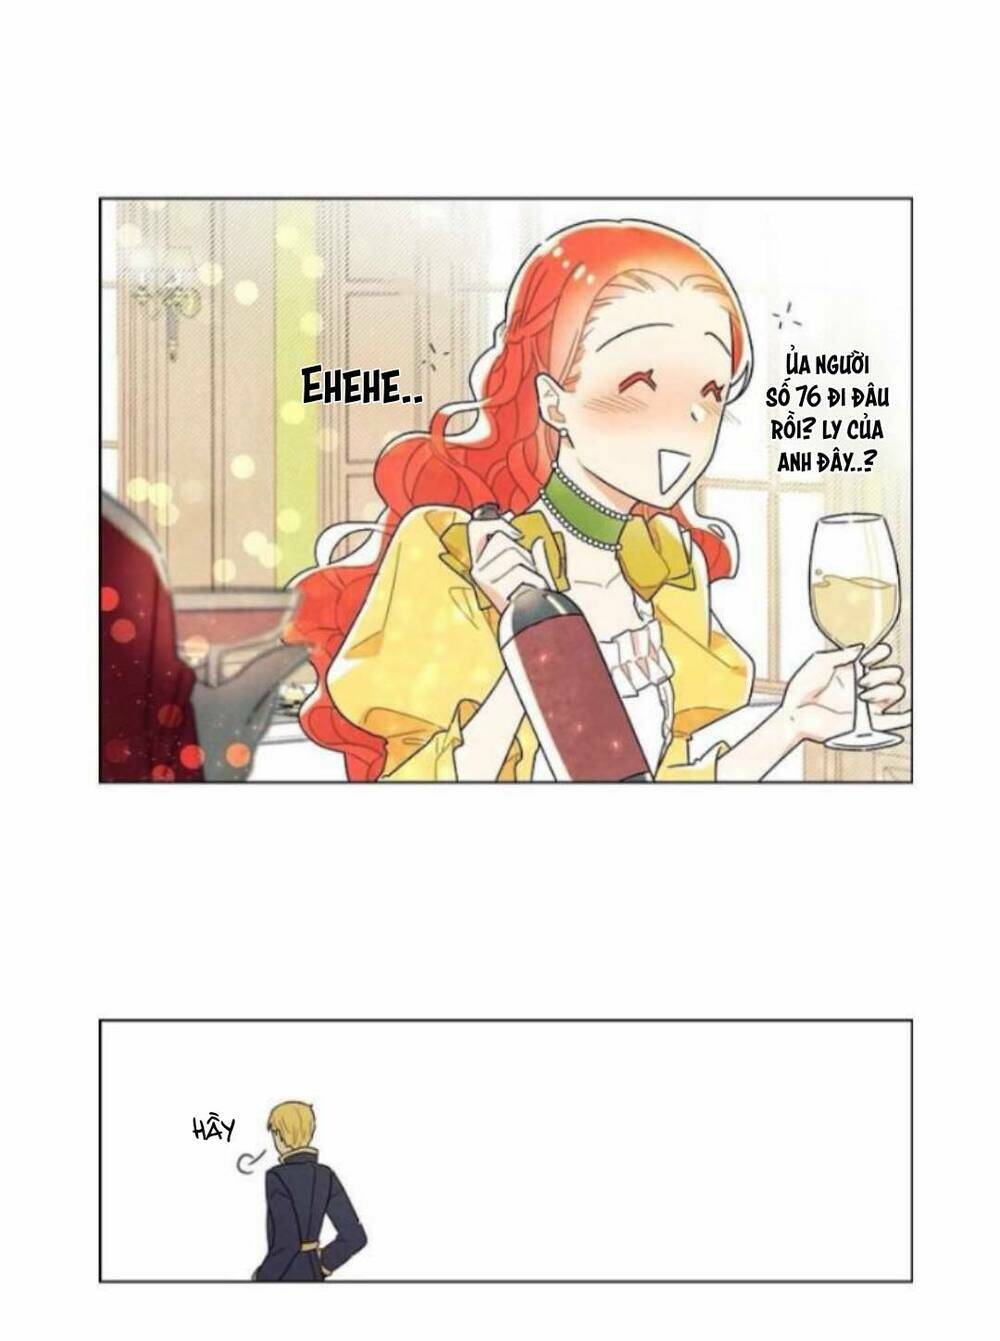 EHEHE..
ỦA NGƯỜI
SỐ 76 ĐI ĐÂU
RỒI? LY CỦA
ANH ĐÂY..?
HẦY